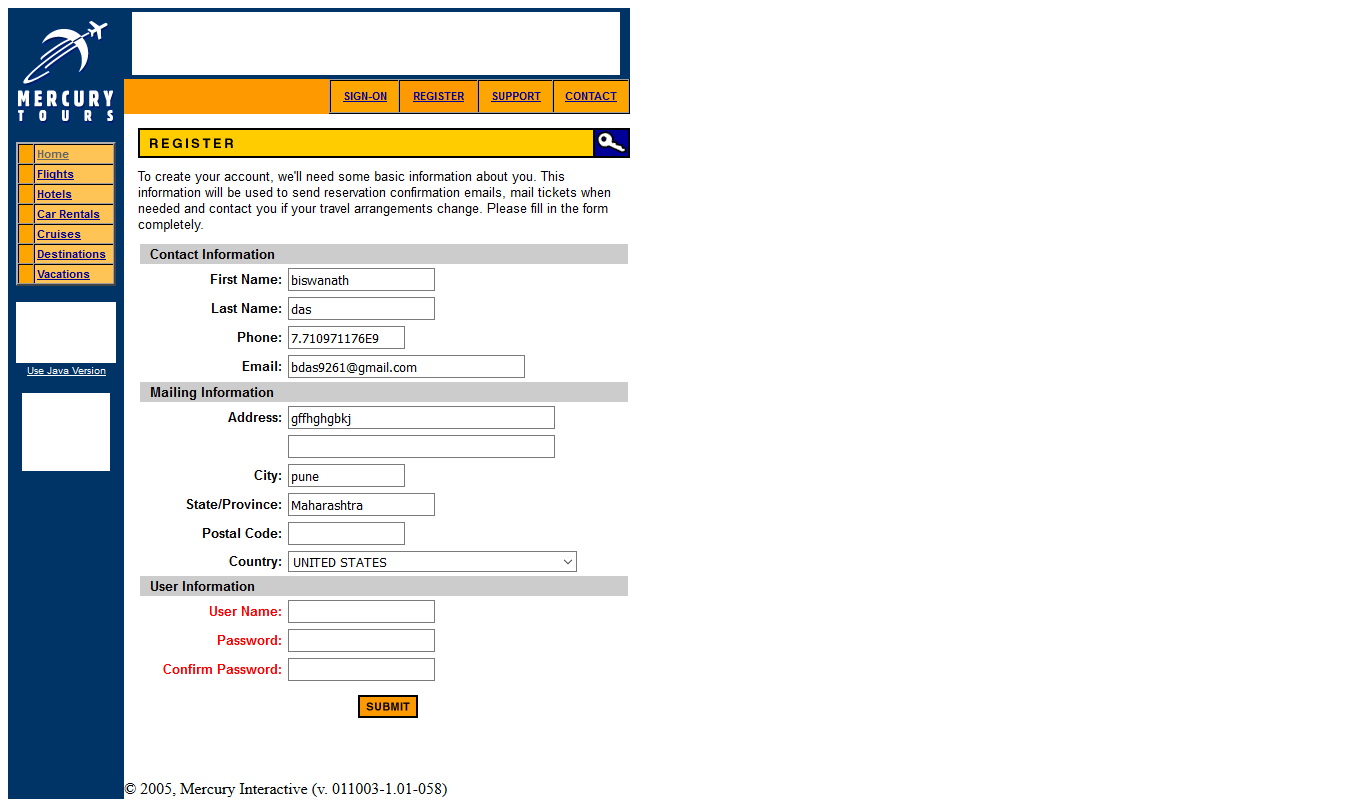 MERCURY
TOURS
SIGN-ON REGISTER SUPPORT CONTACT
Home
Flights
Hotels
Car Rentals
Cruises
Destinations
Vacations
Use Java Version
REGISTER
To create your account, we'll need some basic information about you. This
information will be used to send reservation confirmation emails, mail tickets when
needed and contact you if your travel arrangements change. Please fill in the form
completely.
Contact Information
First Name: biswanath
Last Name: das
Phone: 7.710971176E9
Email: bdas9261@gmail.com
Mailing Information
Address: gffhghgbkj
City: pune
State/Province: Maharashtra
Postal Code:
Country: UNITED STATES
User Information
User Name:
Password:
Confirm Password:
SUBMIT
© 2005, Mercury Interactive (v. 011003-1.01-058)